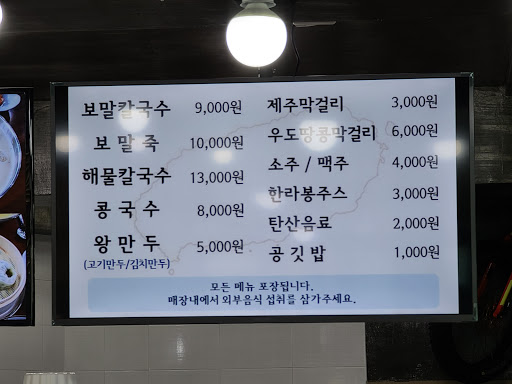 보말칼국수 9,000원
보말죽 10,000원
해물칼국수 13,000원
콩국수 8,000원
왕만두 5,000원
(고기만두/김치만두)
제주막걸리 3,000원
우도땅콩막걸리 6,000원
소주 / 맥주 4,000원
한라봉주스 3,000원
탄산음료 2,000원
공깃밥 1,000원
모든 메뉴 포장됩니다.
매장내에서 외부음식 섭취를 삼가주세요.